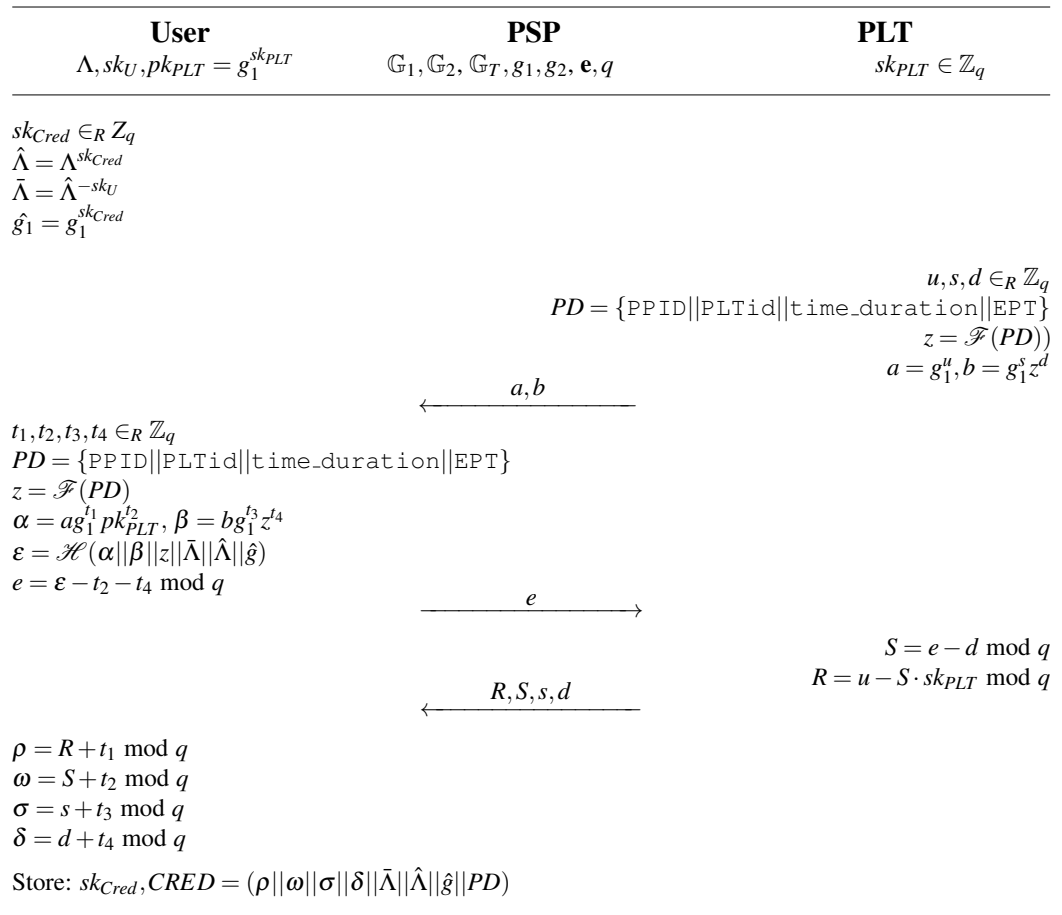 User PSP PLT
Λ, sk_U, pk_PLT = g_1^{sk_PLT} 𝔾_1, 𝔾_2, 𝔾_T, g_1, g_2, e, q sk_PLT ∈ ℤ_q
sk_Cred ∈_R Z_q
Λ̂ = Λ^{sk_Cred}
Λ̄ = Λ̂^{−sk_U}
ĝ_1 = g_1^{sk_Cred}
u, s, d ∈_R ℤ_q
PD = {PPID||PLTid||time_duration||EPT}
z = ℱ(PD))
a = g_1^u, b = g_1^s z^d
a, b
t_1, t_2, t_3, t_4 ∈_R ℤ_q
PD = {PPID||PLTid||time_duration||EPT}
z = ℱ(PD)
α = a g_1^{t_1} pk_PLT^{t_2}, β = b g_1^{t_3} z^{t_4}
ε = ℋ(α||β||z||Λ̄||Λ̂||ĝ)
e = ε − t_2 − t_4 mod q
e
S = e − d mod q
R = u − S · sk_PLT mod q
R, S, s, d
ρ = R + t_1 mod q
ω = S + t_2 mod q
σ = s + t_3 mod q
δ = d + t_4 mod q
Store: sk_Cred, CRED = (ρ||ω||σ||δ||Λ̄||Λ̂||ĝ||PD)